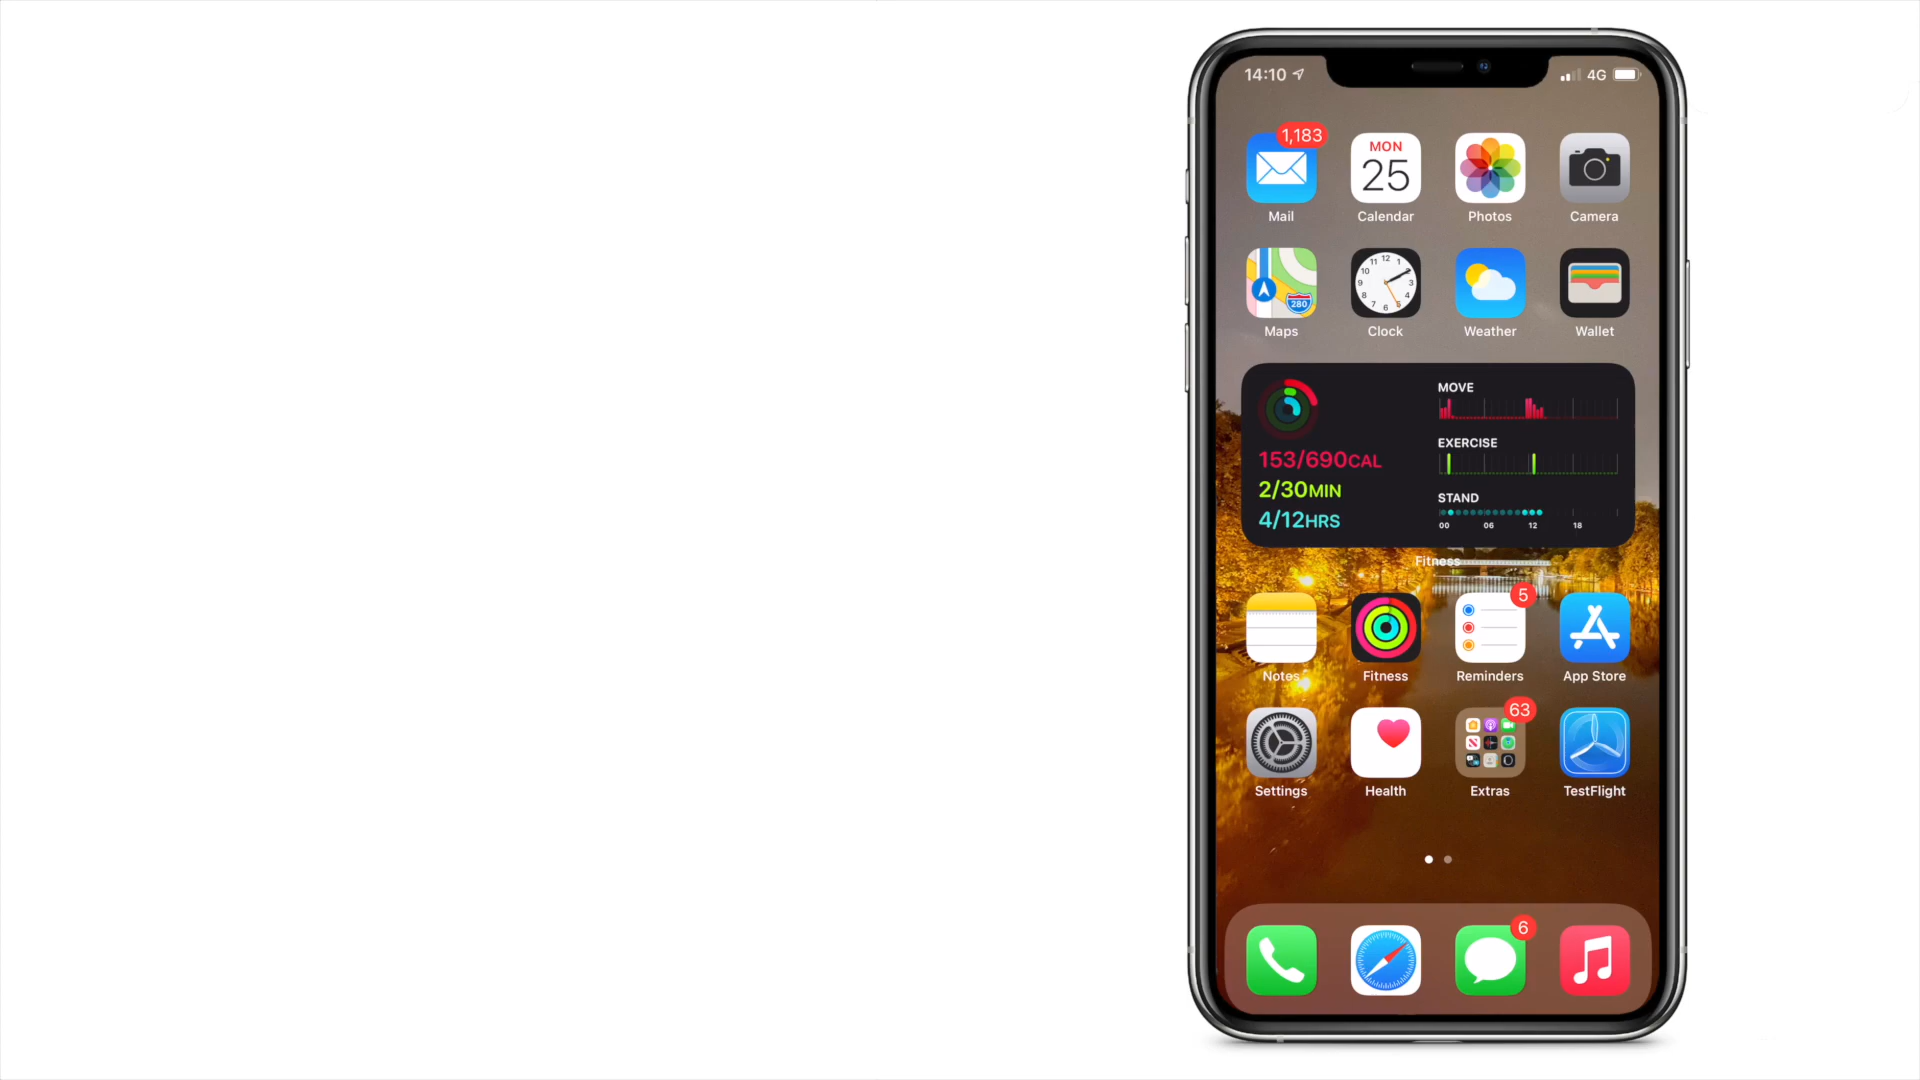 14:10 4G
1,183
MON
25
Mail Calendar Photos Camera
280
Maps Clock Weather Wallet
153/690CAL
2/30MIN
4/12HRS
MOVE
EXERCISE
STAND
00 06 12 18
Fitness
5
Notes Fitness Reminders App Store
63
Settings Health Extras TestFlight
6